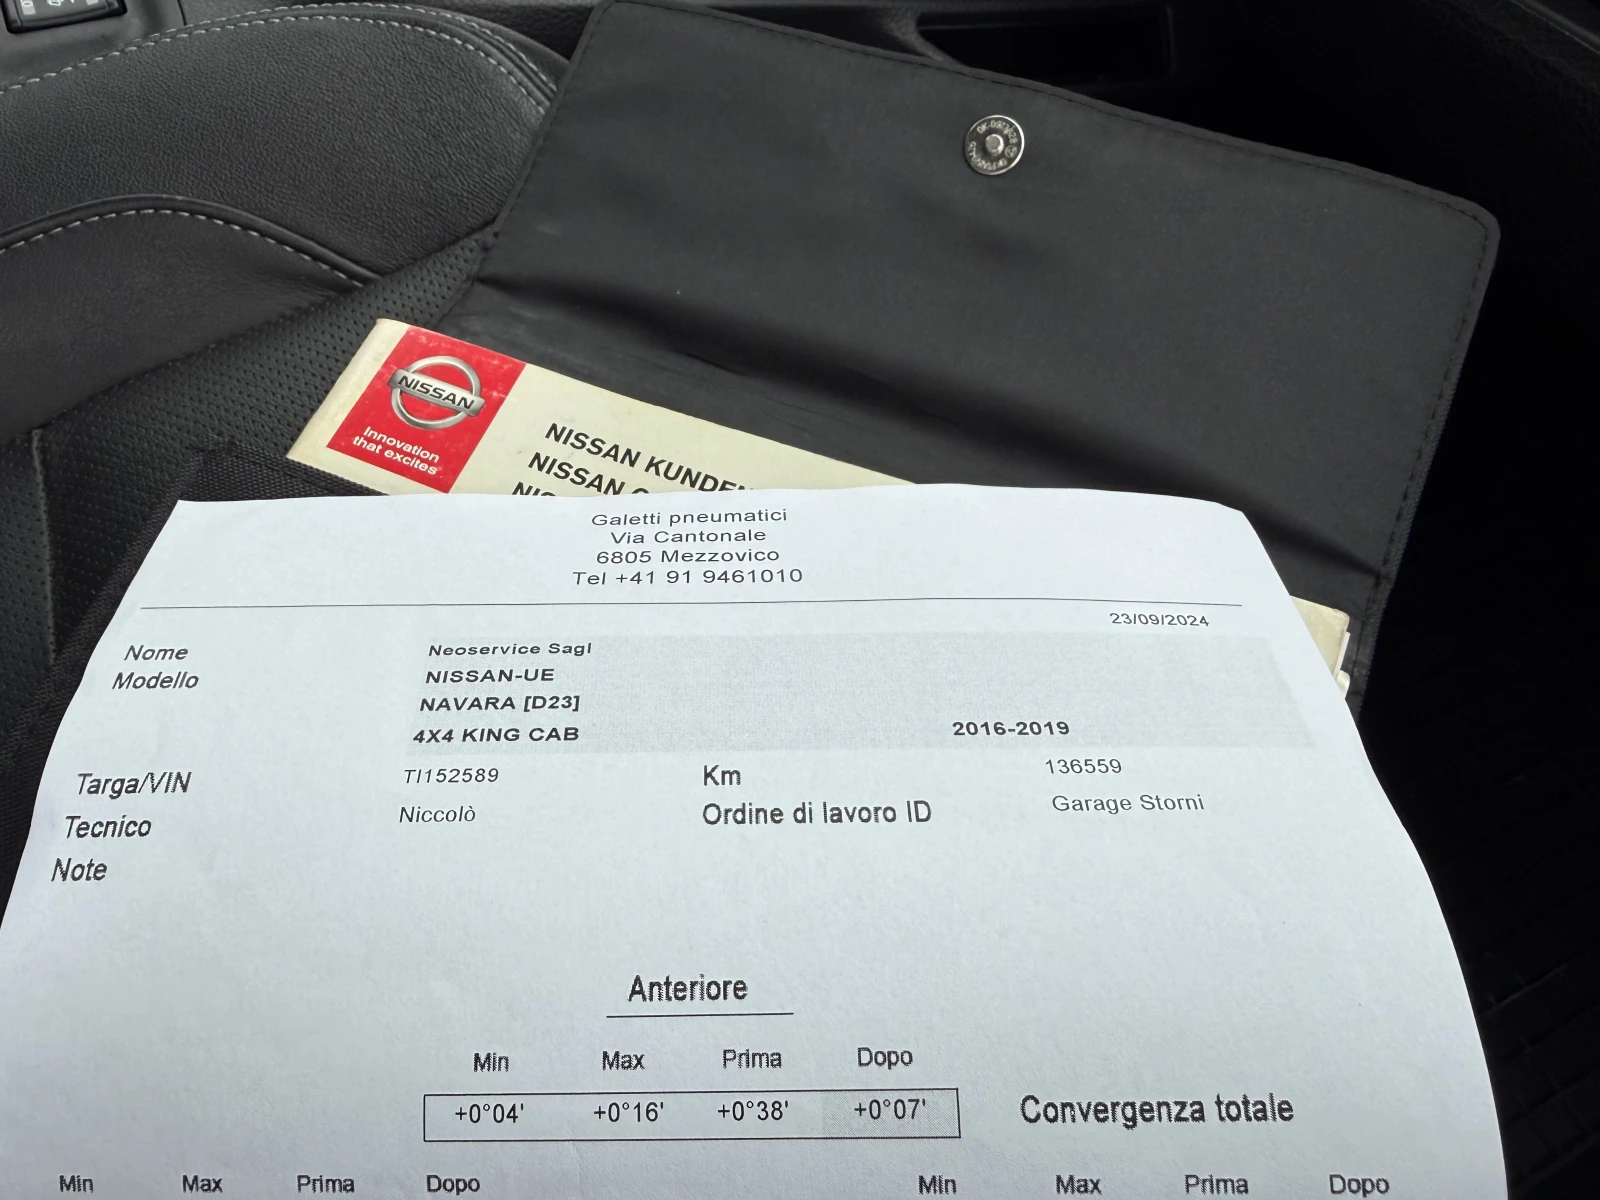 NISSAN
Innovation
that excites
NISSAN KUNDEN
NISSAN
Galetti pneumatici
Via Cantonale
6805 Mezzovico
Tel +41 91 9461010
23/09/2024
Nome Neoservice Sagl
Modello NISSAN-UE
NAVARA [D23]
4X4 KING CAB 2016-2019
Targa/VIN TI152589 Km 136559
Tecnico Niccolò Ordine di lavoro ID Garage Storni
Note
Anteriore
Min Max Prima Dopo
+0°04' +0°16' +0°38' +0°07' Convergenza totale
Min Max Prima Dopo Min Max Prima Dopo